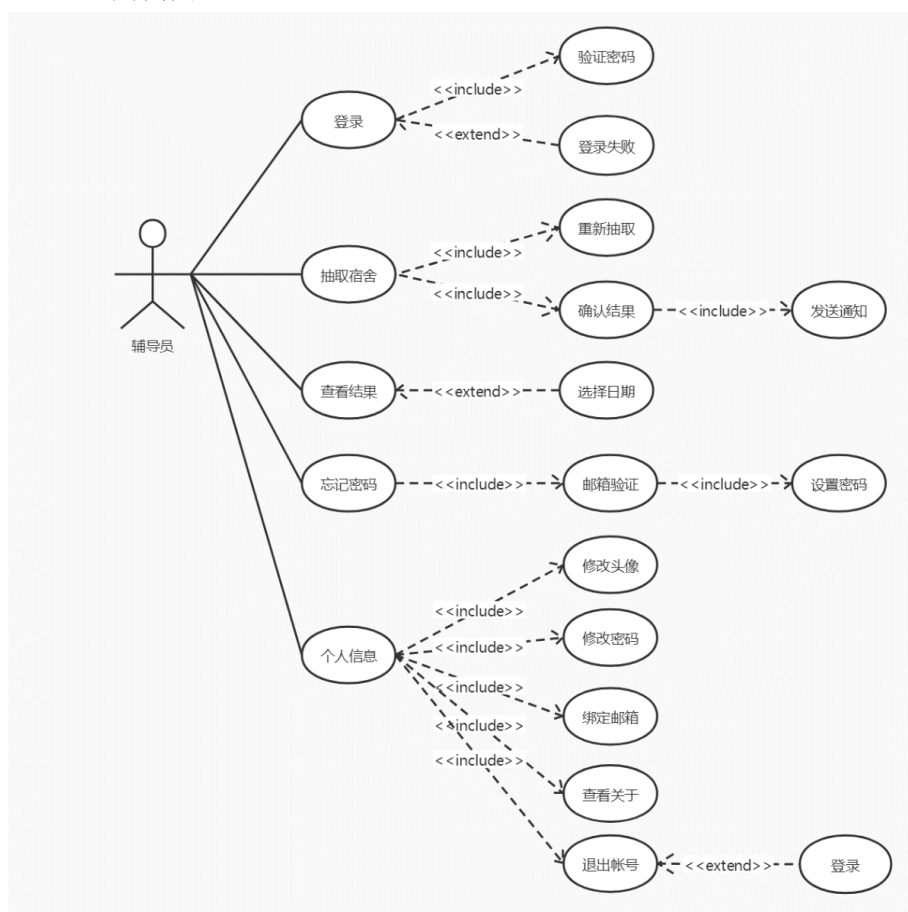 验证密码
<<include>>
登录
<<extend>>
登录失败
重新抽取
<<include>>
抽取宿舍
<<include>>
确认结果
<<include>>
发送通知
辅导员
查看结果
<<extend>>
选择日期
忘记密码
<<include>>
邮箱验证
<<include>>
设置密码
修改头像
<<include>>
修改密码
<<include>>
个人信息
<<include>>
绑定邮箱
<<include>>
<<include>>
查看关于
退出帐号
<<extend>>
登录